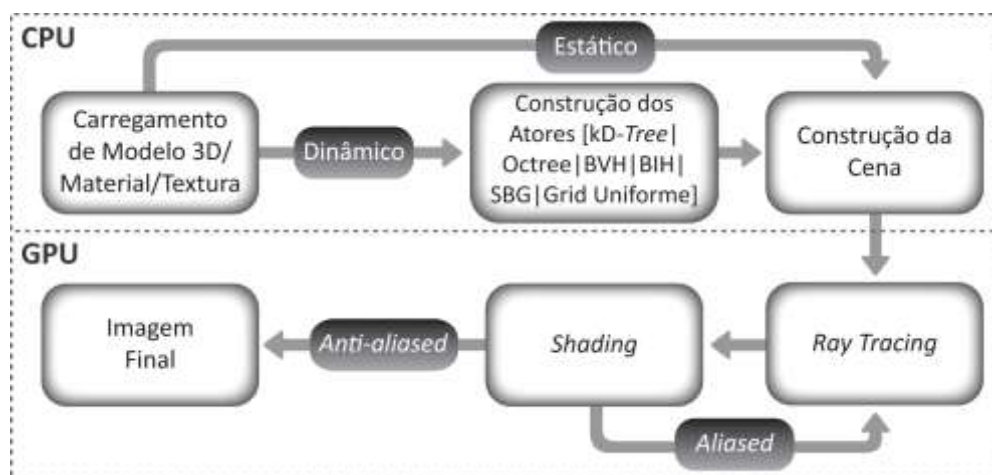 CPU
Estático
Carregamento
de Modelo 3D/
Material/Textura
Dinâmico
Construção dos
Atores [kD-Tree|
Octree|BVH|BIH|
SBG|Grid Uniforme]
Construção da
Cena
GPU
Imagem
Final
Anti-aliased
Shading
Ray Tracing
Aliased